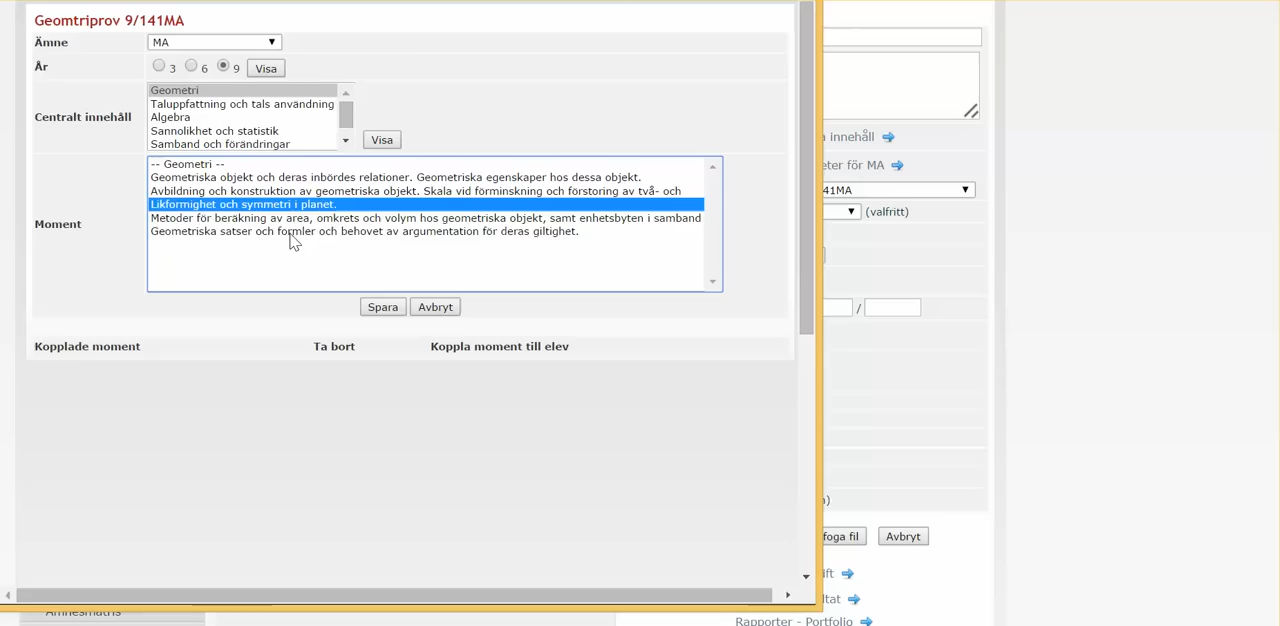 Geomtriprov 9/141MA
Ämne
MA
År
3 6 9 Visa
Centralt innehåll
Geometri
Taluppfattning och tals användning
Algebra
Sannolikhet och statistik
Samband och förändringar
Visa
Moment
-- Geometri --
Geometriska objekt och deras inbördes relationer. Geometriska egenskaper hos dessa objekt.
Avbildning och konstruktion av geometriska objekt. Skala vid förminskning och förstoring av två- och
Likformighet och symmetri i planet.
Metoder för beräkning av area, omkrets och volym hos geometriska objekt, samt enhetsbyten i samband
Geometriska satser och formler och behovet av argumentation för deras giltighet.
Spara Avbryt
Kopplade moment Ta bort Koppla moment till elev
innehåll
eter för MA
41MA
(valfritt)
/
foga fil Avbryt
ift
ltat
Rapporter - Portfolio